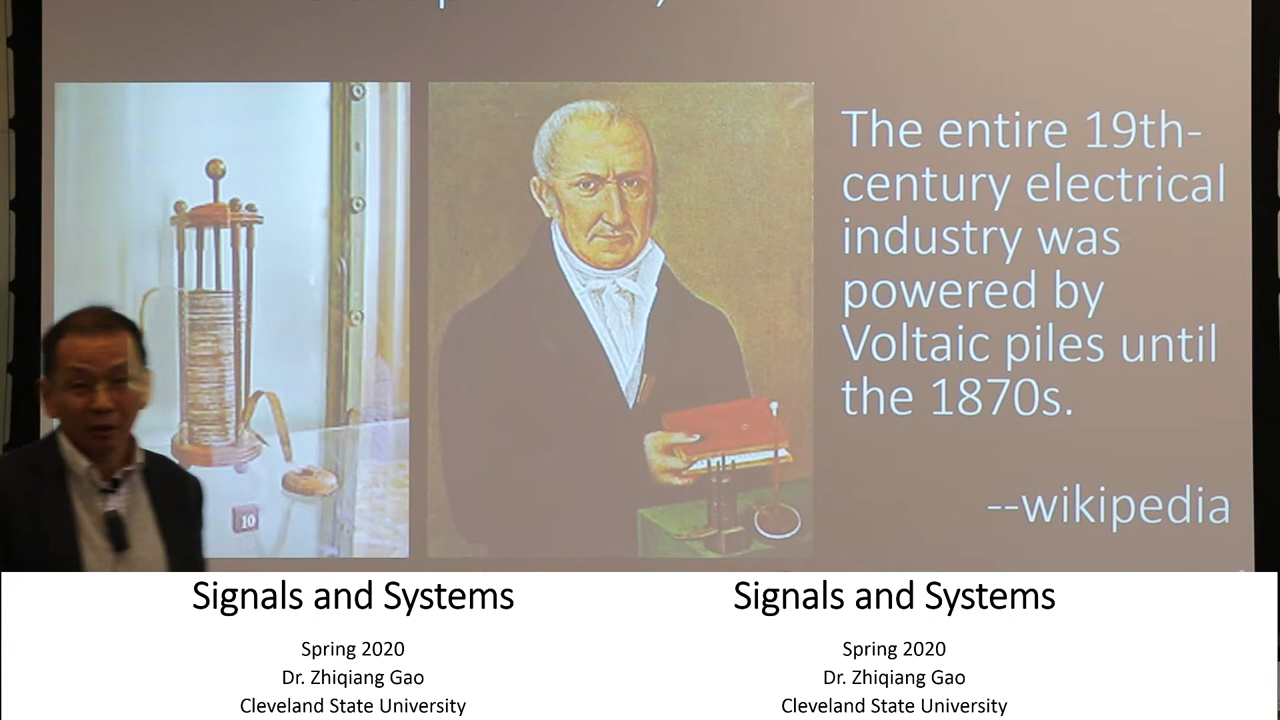 The entire 19th-
century electrical
industry was
powered by
Voltaic piles until
the 1870s.
--wikipedia
10
Signals and Systems
Spring 2020
Dr. Zhiqiang Gao
Cleveland State University
Signals and Systems
Spring 2020
Dr. Zhiqiang Gao
Cleveland State University